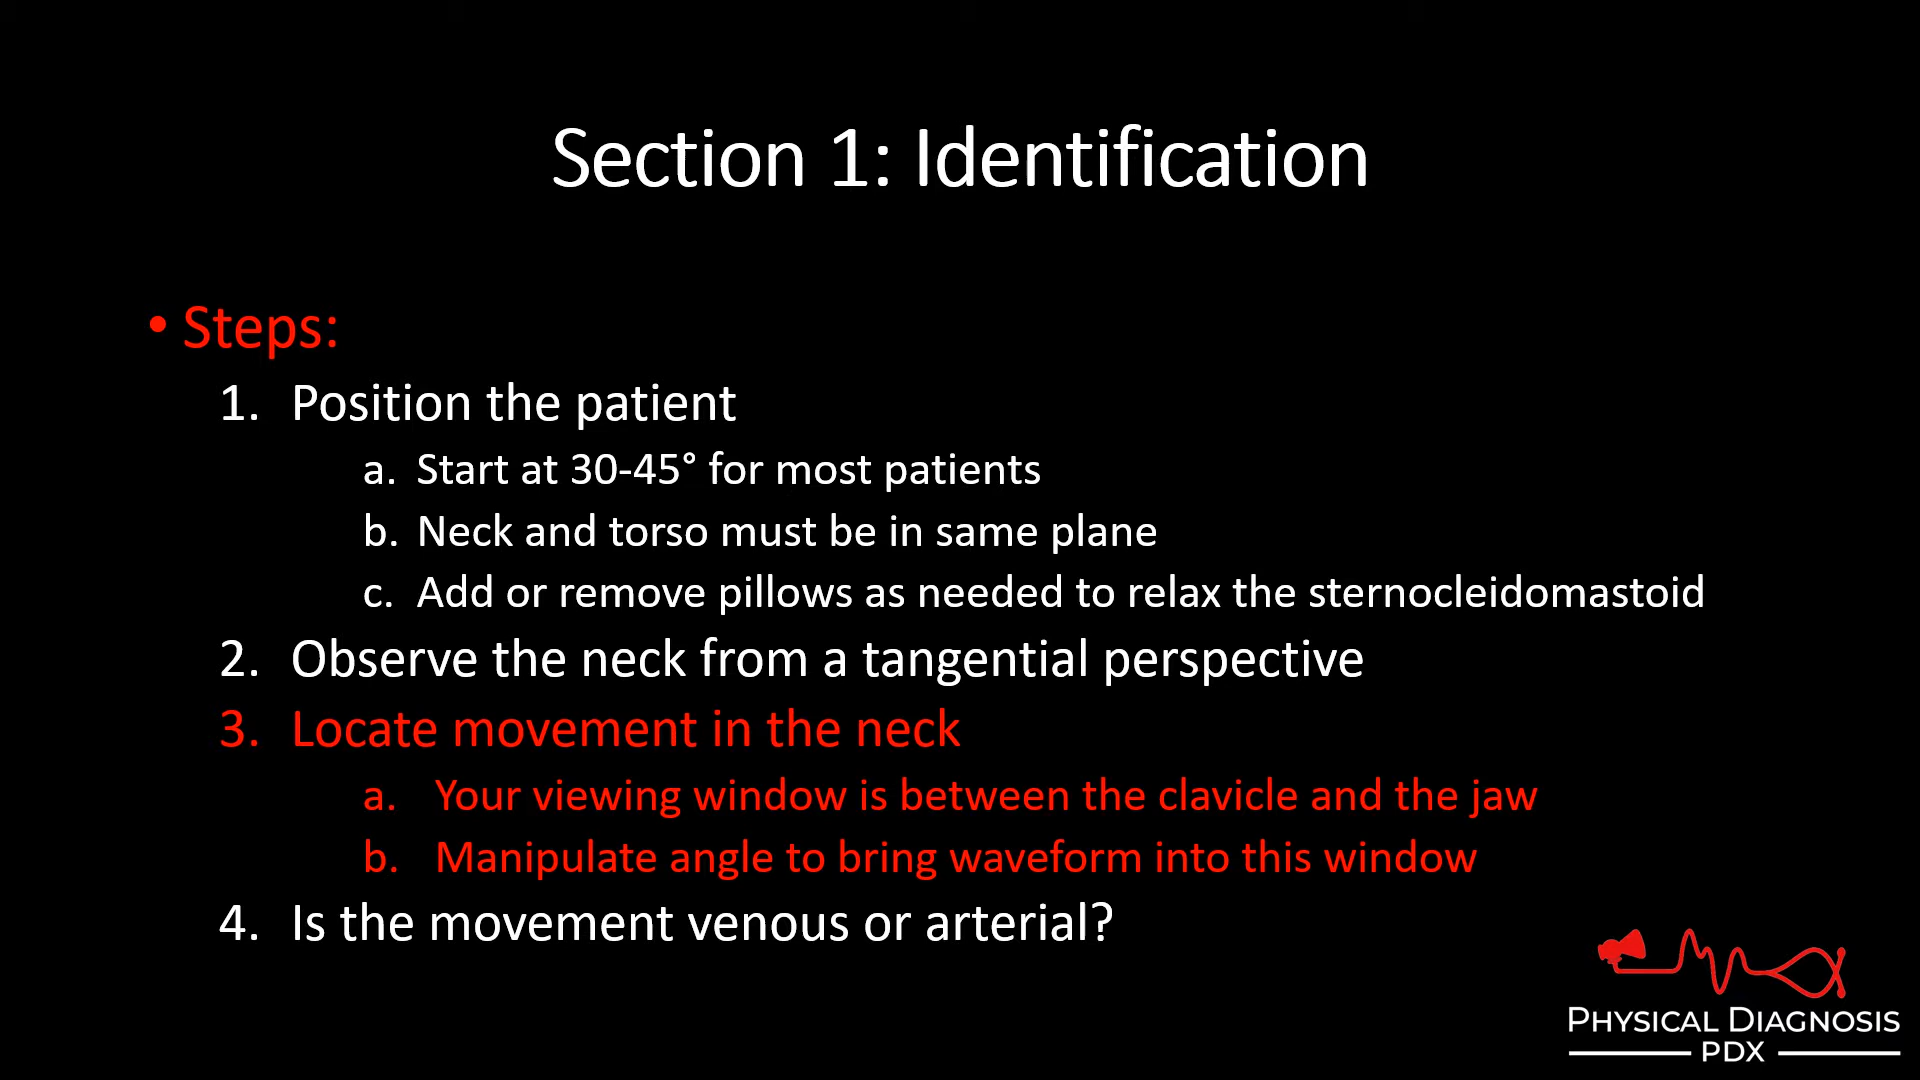 Section 1: Identification
• Steps:
1. Position the patient
a. Start at 30-45° for most patients
b. Neck and torso must be in same plane
c. Add or remove pillows as needed to relax the sternocleidomastoid
2. Observe the neck from a tangential perspective
3. Locate movement in the neck
a. Your viewing window is between the clavicle and the jaw
b. Manipulate angle to bring waveform into this window
4. Is the movement venous or arterial?
PHYSICAL DIAGNOSIS
PDX